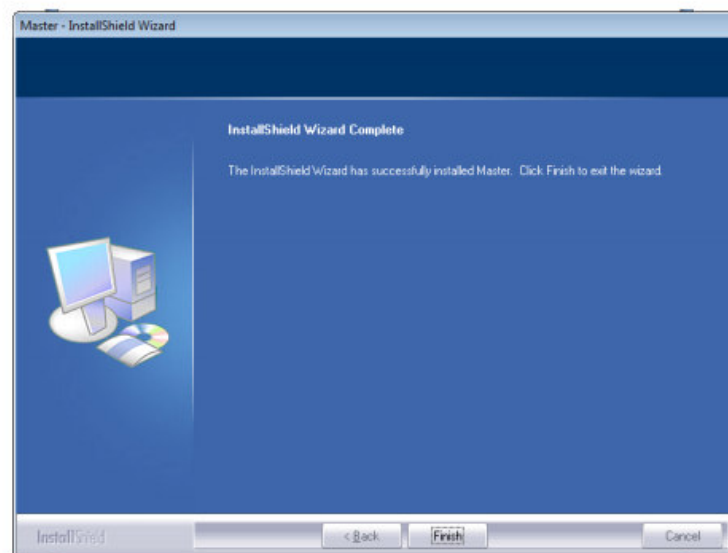 Master - InstallShield Wizard
InstallShield Wizard Complete
The InstallShield Wizard has successfully installed Master. Click Finish to exit the wizard.
InstallShield
< Back
Finish
Cancel